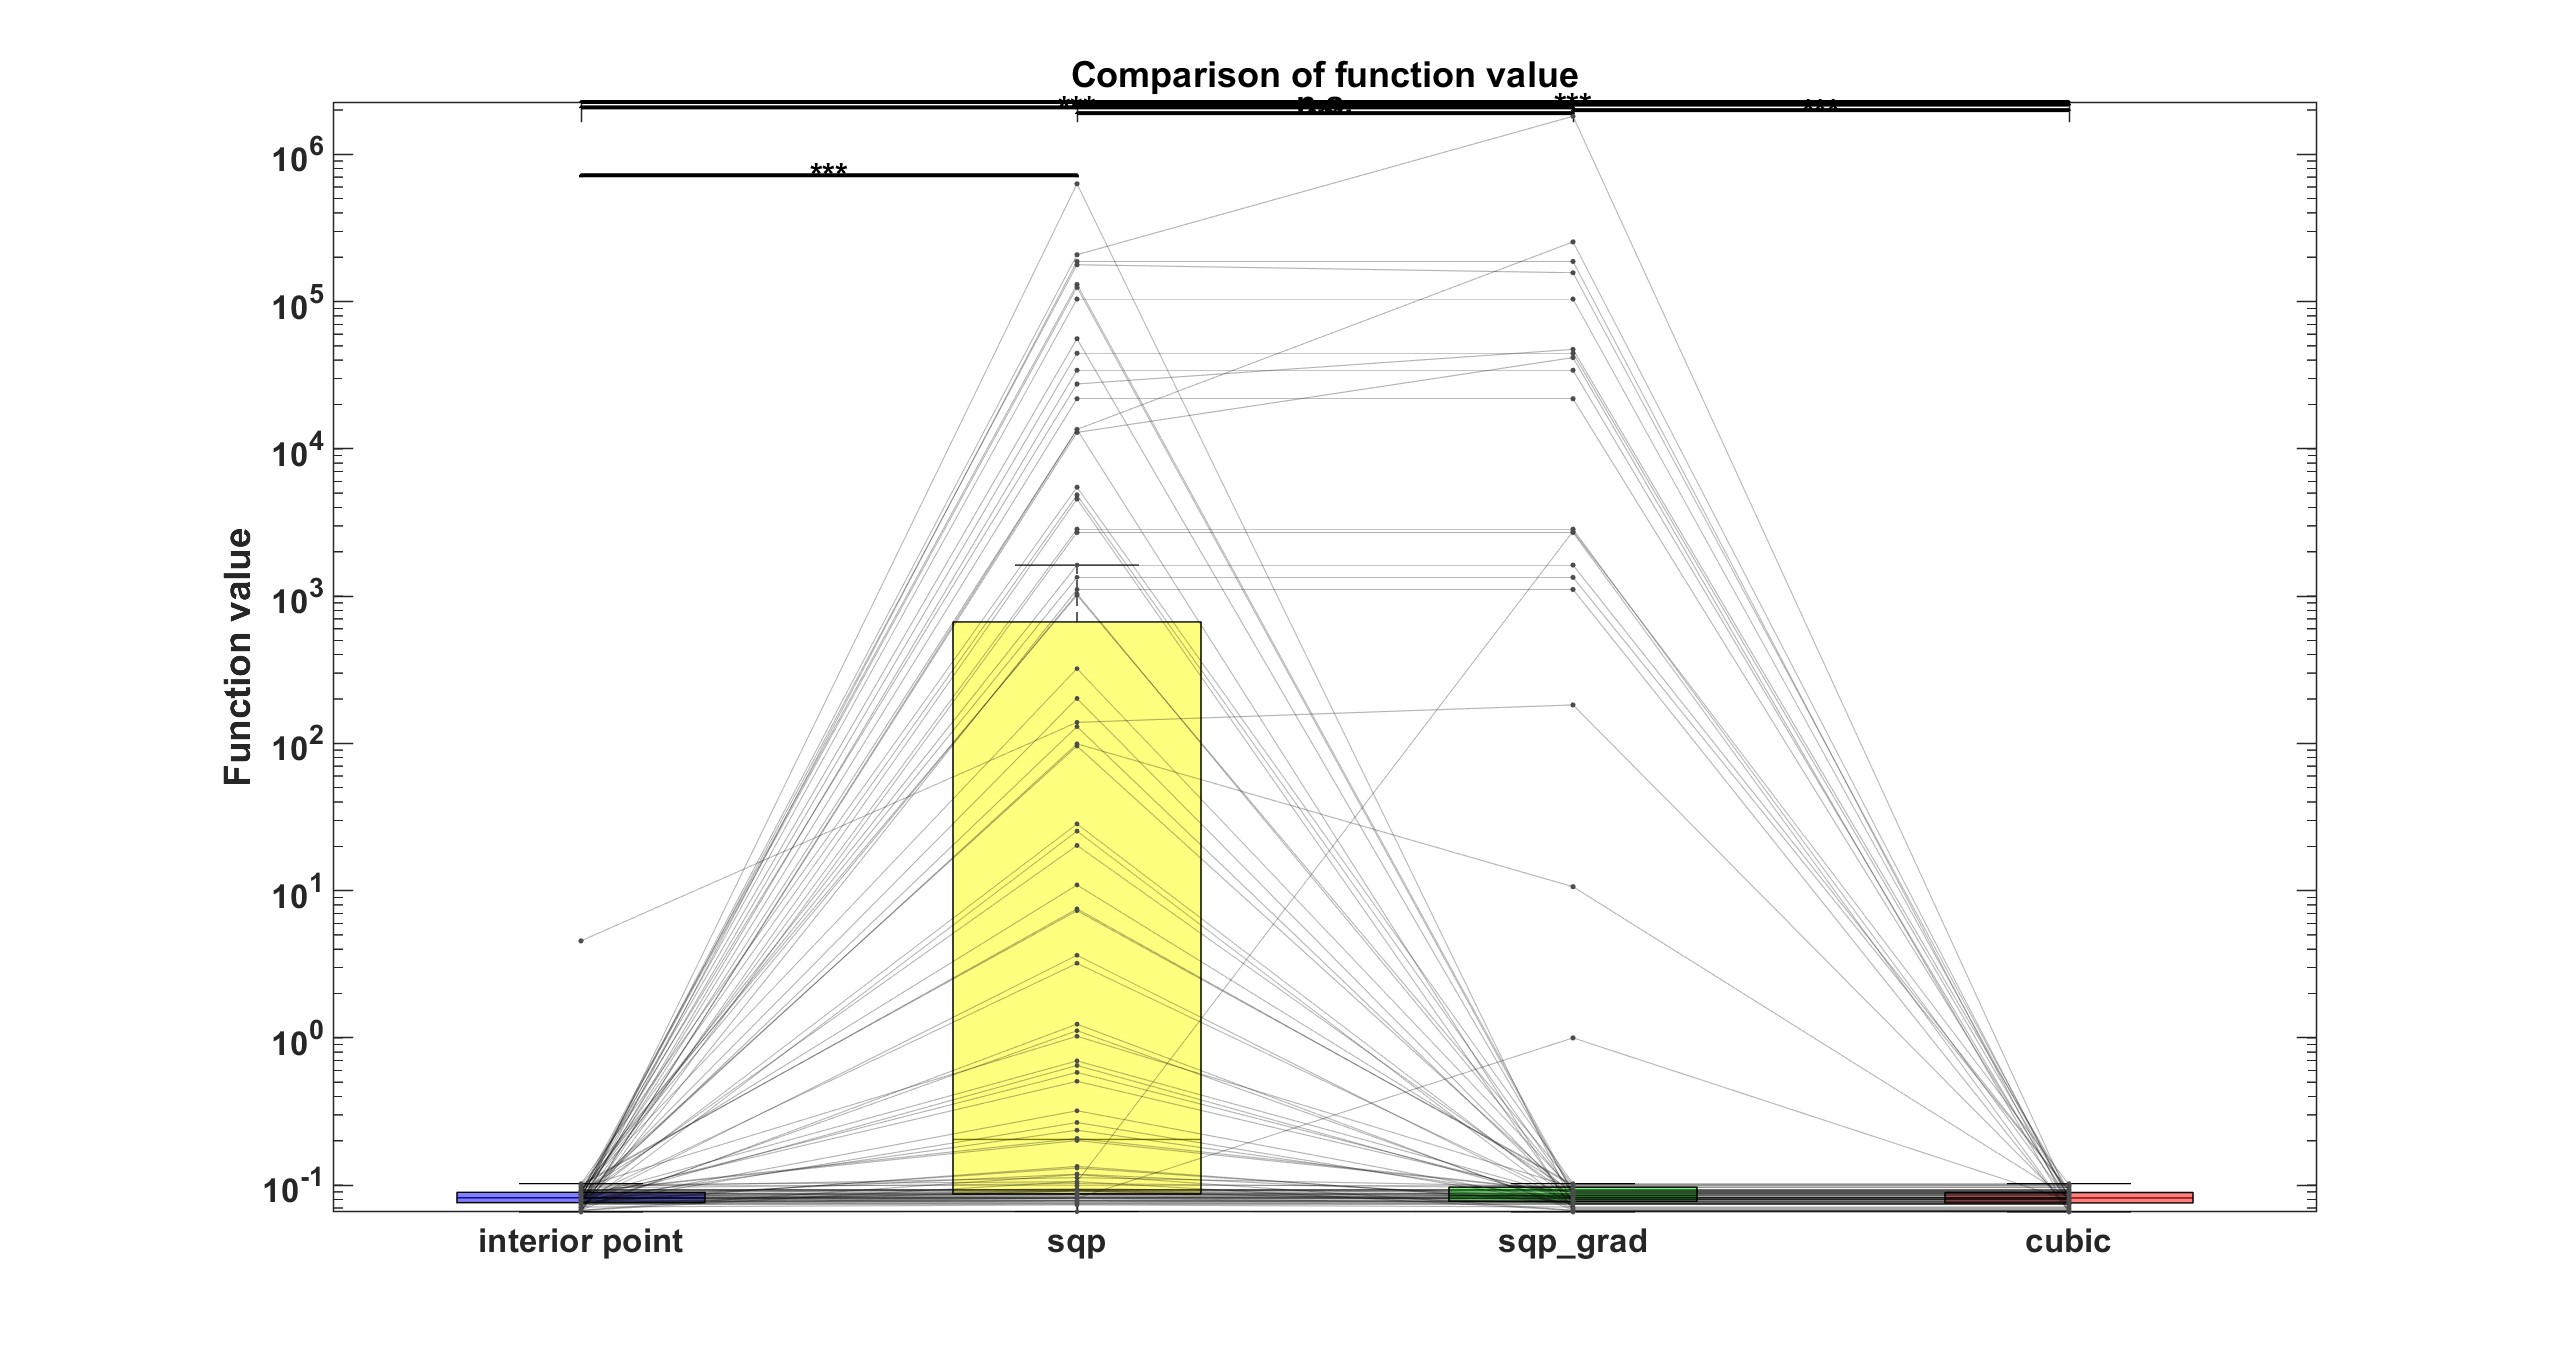 Comparison of function value
***
n.s.
***
***
***
10^6
10^5
10^4
10^3
10^2
10^1
10^0
10^-1
Function value
interior point
sqp
sqp_grad
cubic